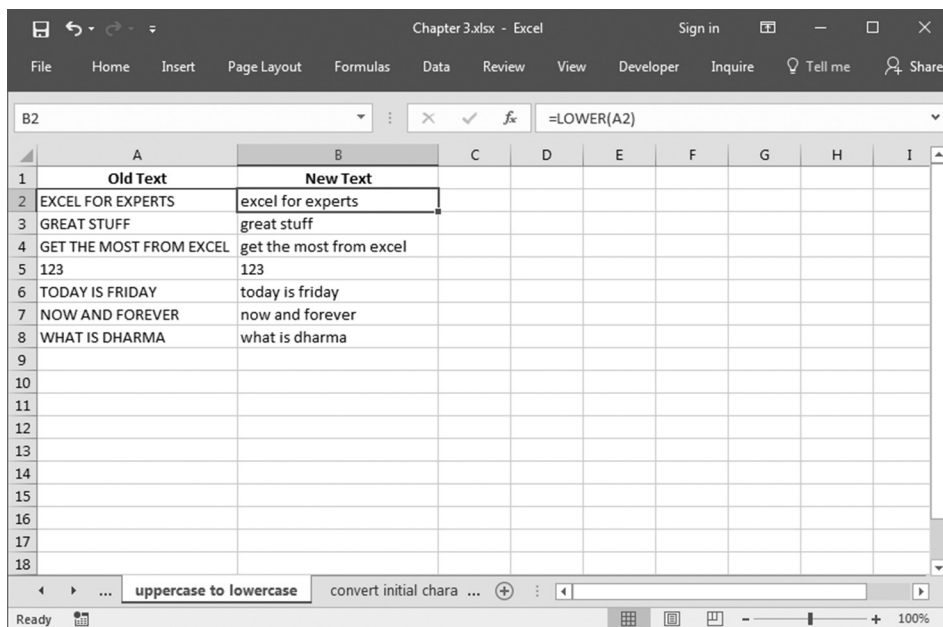 Chapter 3.xlsx - Excel Sign in
File Home Insert Page Layout Formulas Data Review View Developer Inquire Tell me Share
B2 fx =LOWER(A2)
A B C D E F G H I
1 Old Text New Text
2 EXCEL FOR EXPERTS excel for experts
3 GREAT STUFF great stuff
4 GET THE MOST FROM EXCEL get the most from excel
5 123 123
6 TODAY IS FRIDAY today is friday
7 NOW AND FOREVER now and forever
8 WHAT IS DHARMA what is dharma
9
10
11
12
13
14
15
16
17
18
... uppercase to lowercase convert initial chara ...
Ready 100%